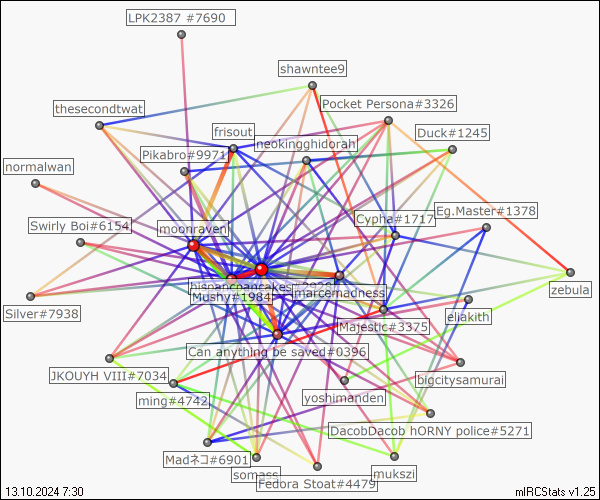 LPK2387 #7690
shawntee9
thesecondtwat
Pocket Persona#3326
frisout
Duck#1245
neokingghidorah
Pikabro#9971
normalwan
Eg.Master#1378
Cypha#1717
Swirly Boi#6154
moonraven
hispanicpancakes#2920
marcemadness
zebula
Mushy#1984
Silver#7938
eliakith
Majestic#3375
Can anything be saved#0396
JKOUYH VIII#7034
bigcitysamurai
ming#4742
yoshimanden
DacobDacob hORNY police#5271
Madネコ#6901
somass
mukszi
Fedora Stoat#4479
13.10.2024 7:30
mIRCStats v1.25